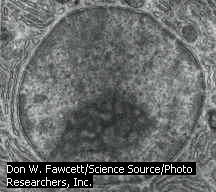 Don W. Fawcett/Science Source/Photo
Researchers, Inc.